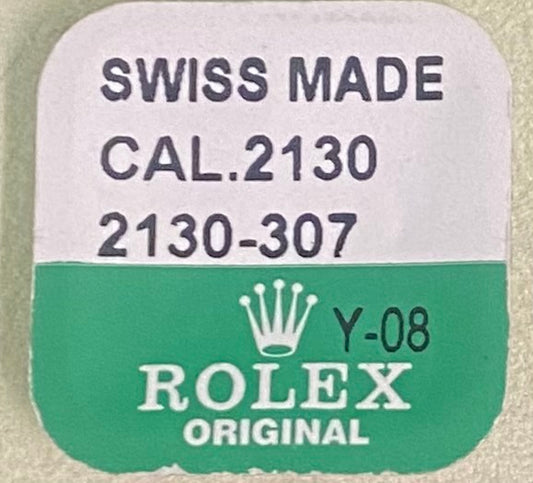 SWISS MADE
CAL.2130
2130-307
Y-08
ROLEX
ORIGINAL